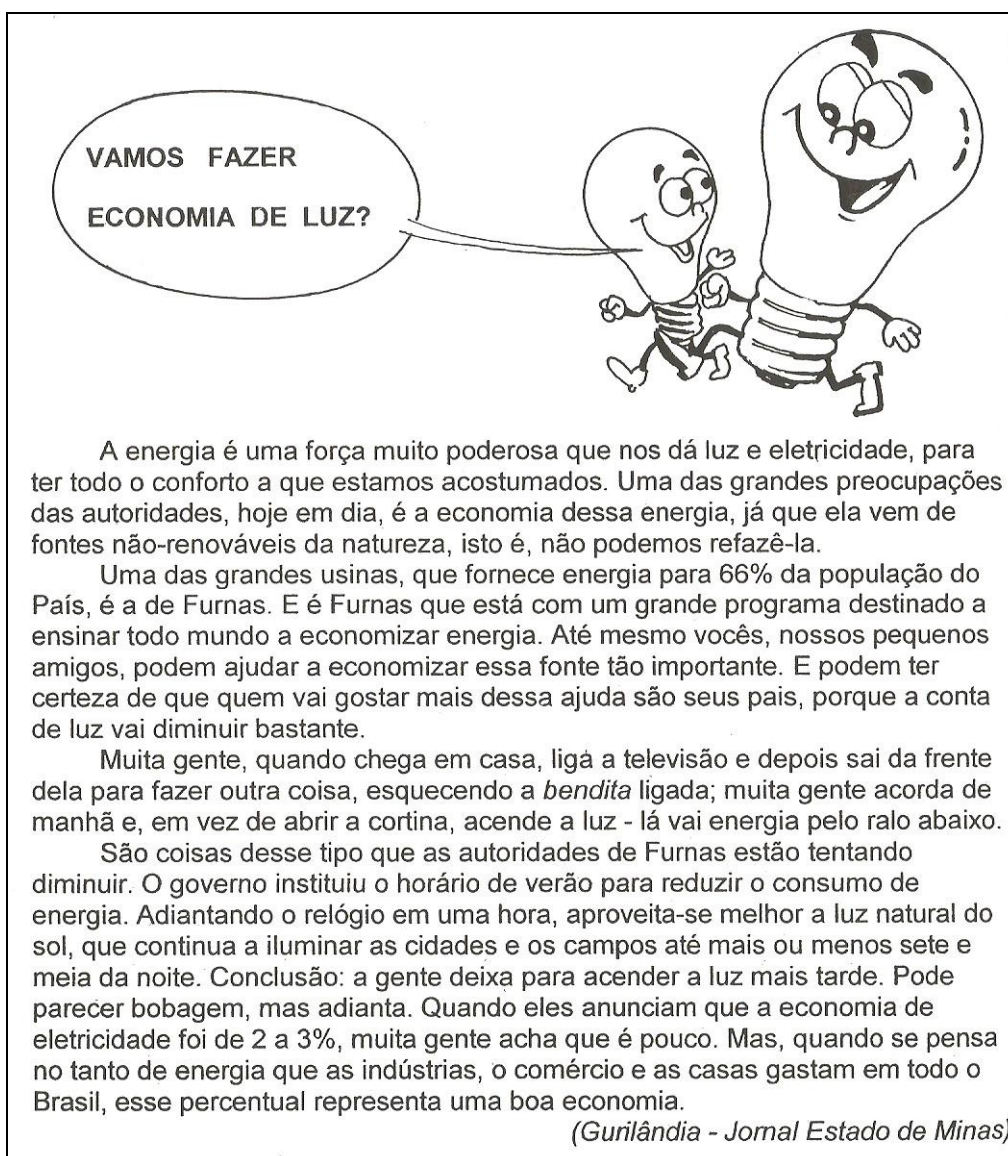 VAMOS FAZER
ECONOMIA DE LUZ?
A energia é uma força muito poderosa que nos dá luz e eletricidade, para
ter todo o conforto a que estamos acostumados. Uma das grandes preocupações
das autoridades, hoje em dia, é a economia dessa energia, já que ela vem de
fontes não-renováveis da natureza, isto é, não podemos refazê-la.
Uma das grandes usinas, que fornece energia para 66% da população do
País, é a de Furnas. E é Furnas que está com um grande programa destinado a
ensinar todo mundo a economizar energia. Até mesmo vocês, nossos pequenos
amigos, podem ajudar a economizar essa fonte tão importante. E podem ter
certeza de que quem vai gostar mais dessa ajuda são seus pais, porque a conta
de luz vai diminuir bastante.
Muita gente, quando chega em casa, liga a televisão e depois sai da frente
dela para fazer outra coisa, esquecendo a bendita ligada; muita gente acorda de
manhã e, em vez de abrir a cortina, acende a luz - lá vai energia pelo ralo abaixo.
São coisas desse tipo que as autoridades de Furnas estão tentando
diminuir. O governo instituiu o horário de verão para reduzir o consumo de
energia. Adiantando o relógio em uma hora, aproveita-se melhor a luz natural do
sol, que continua a iluminar as cidades e os campos até mais ou menos sete e
meia da noite. Conclusão: a gente deixa para acender a luz mais tarde. Pode
parecer bobagem, mas adianta. Quando eles anunciam que a economia de
eletricidade foi de 2 a 3%, muita gente acha que é pouco. Mas, quando se pensa
no tanto de energia que as indústrias, o comércio e as casas gastam em todo o
Brasil, esse percentual representa uma boa economia.
(Gurilândia - Jornal Estado de Minas)